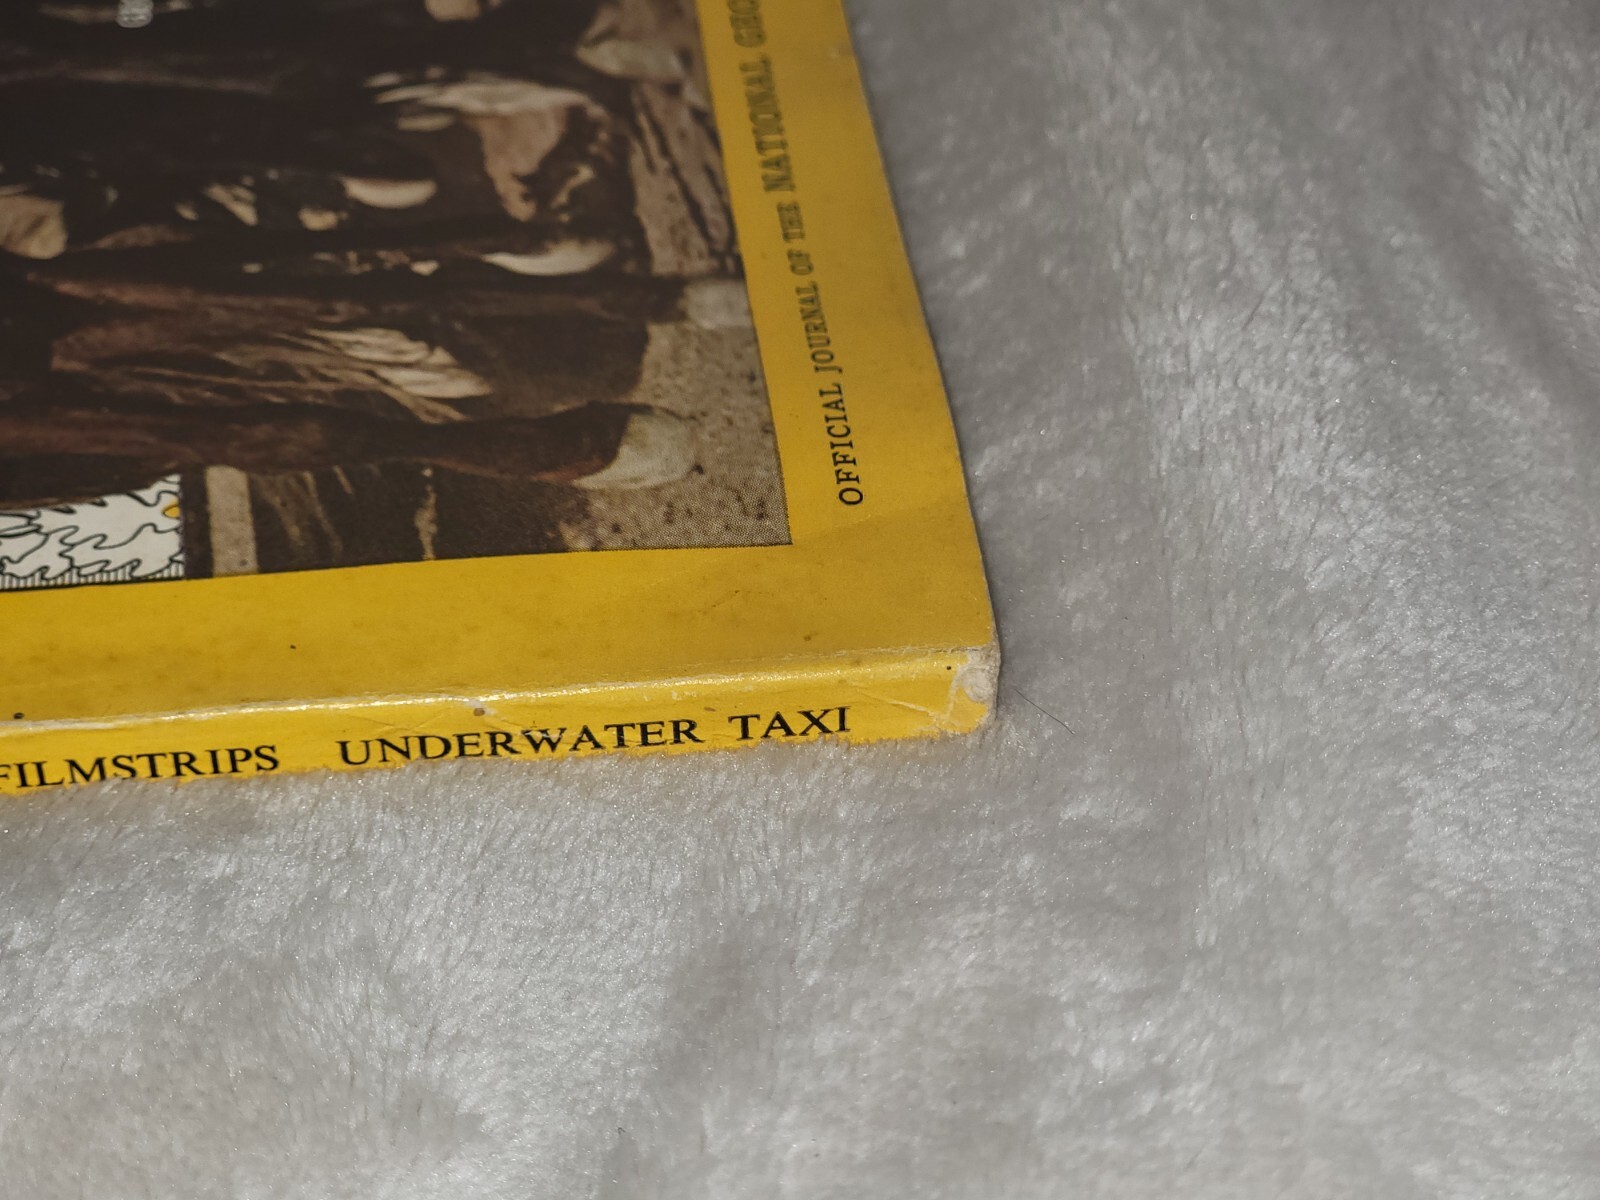 OFFICIAL JOURNAL OF THE NATIONAL
FILMSTRIPS UNDERWATER TAXI